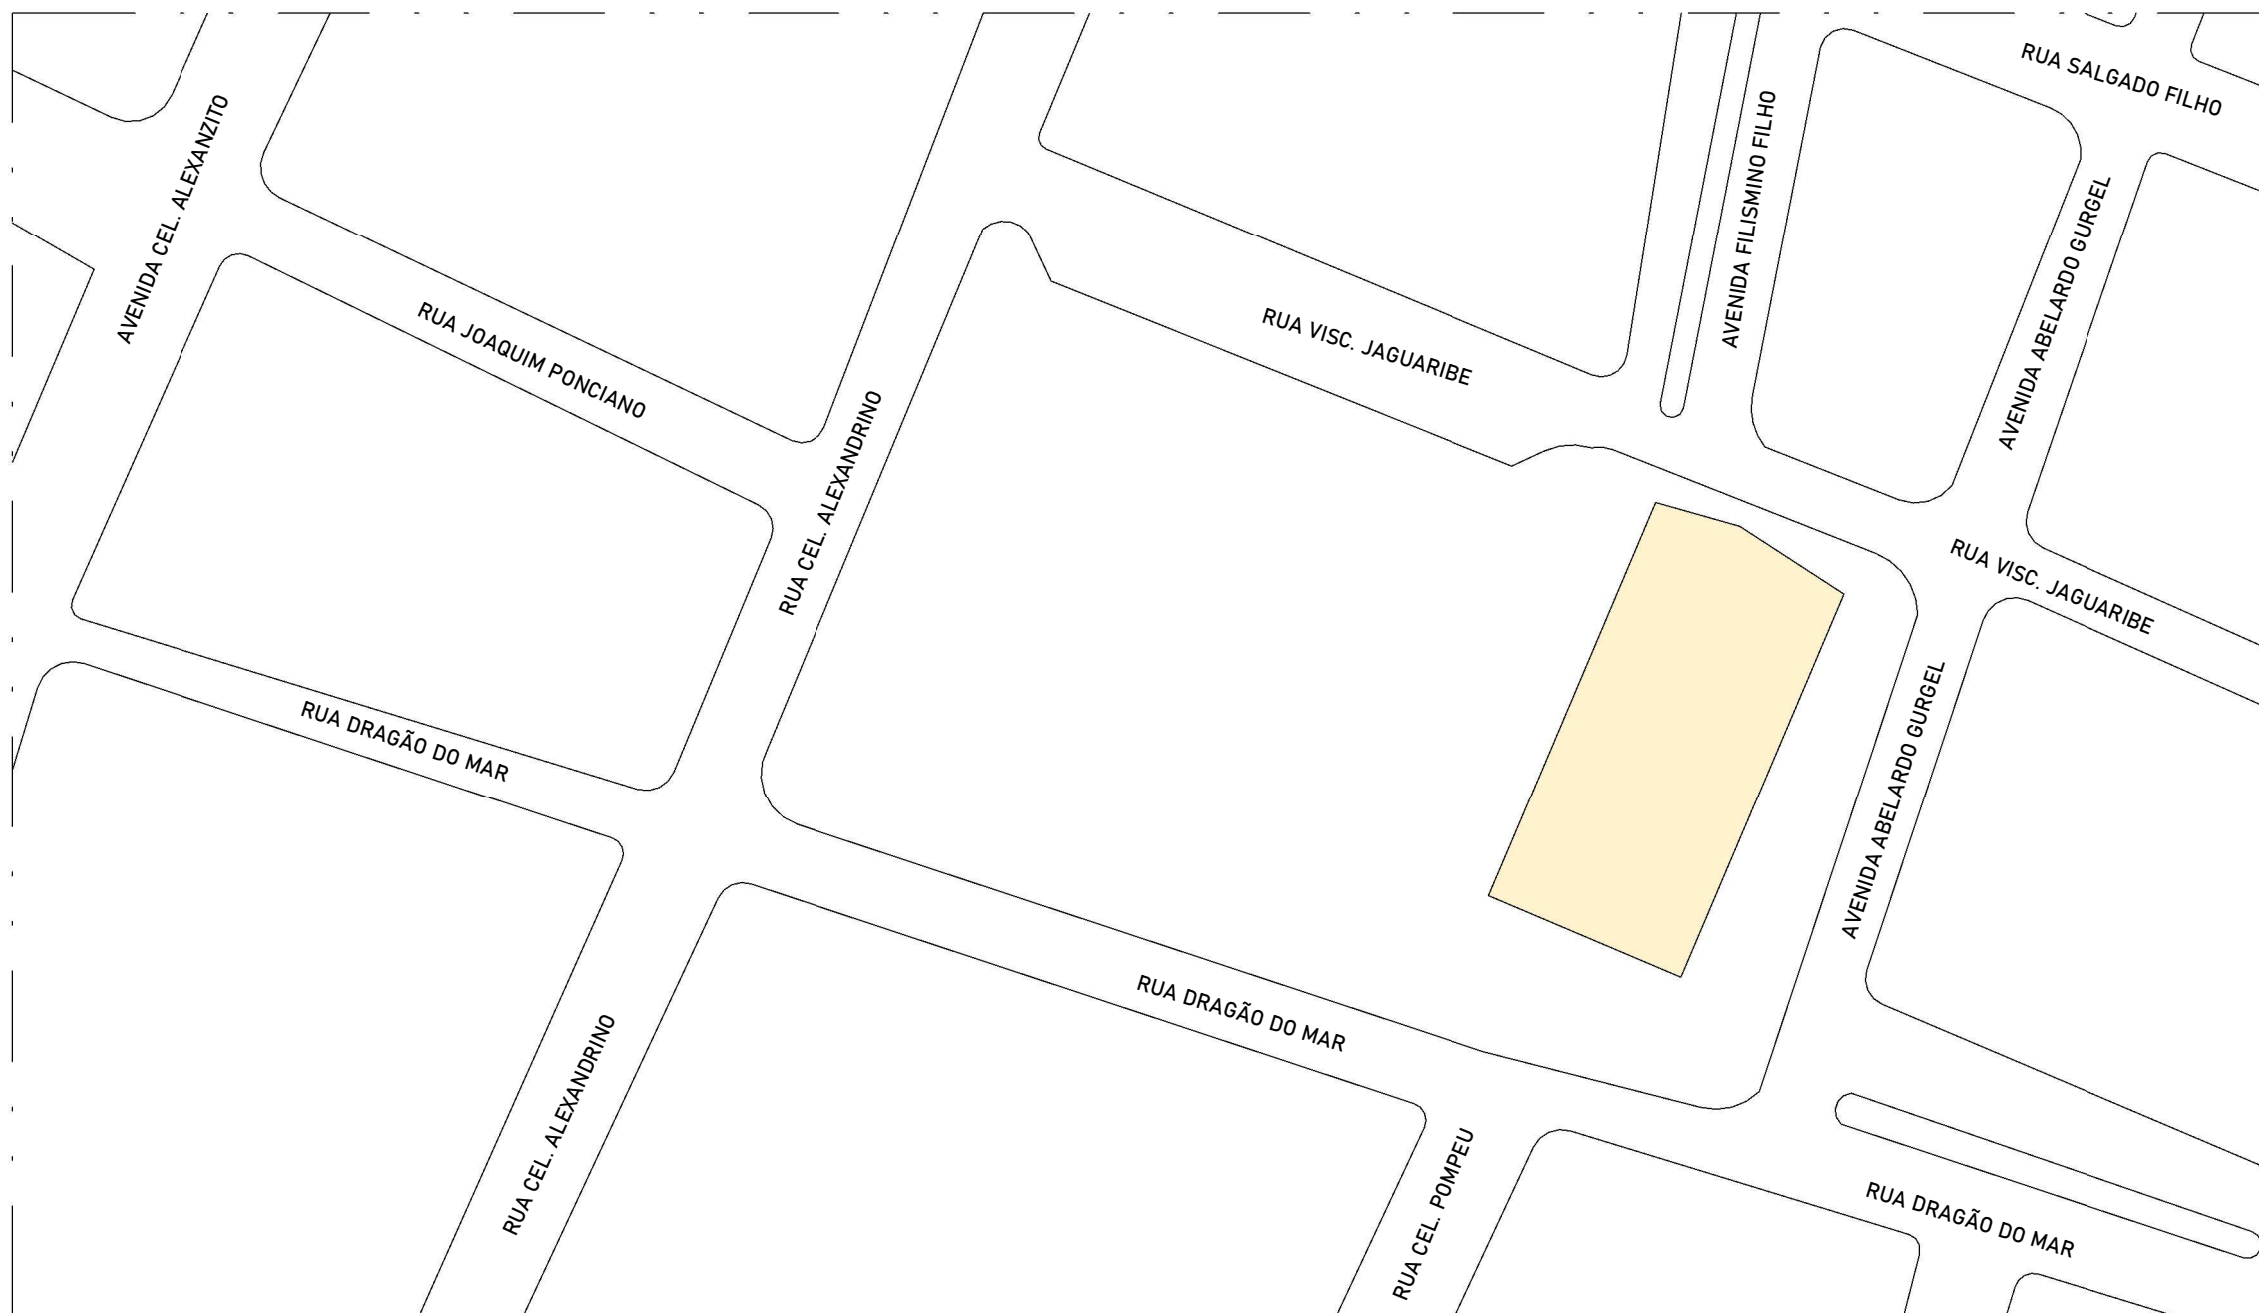 RUA SALGADO FILHO
AVENIDA CEL. ALEXANZITO
AVENIDA FILISMINO FILHO
AVENIDA ABELARDO GURGEL
RUA JOAQUIM PONCIANO
RUA VISC. JAGUARIBE
RUA CEL. ALEXANDRINO
RUA VISC. JAGUARIBE
RUA DRAGÃO DO MAR
AVENIDA ABELARDO GURGEL
RUA DRAGÃO DO MAR
RUA CEL. ALEXANDRINO
RUA CEL. POMPEU
RUA DRAGÃO DO MAR